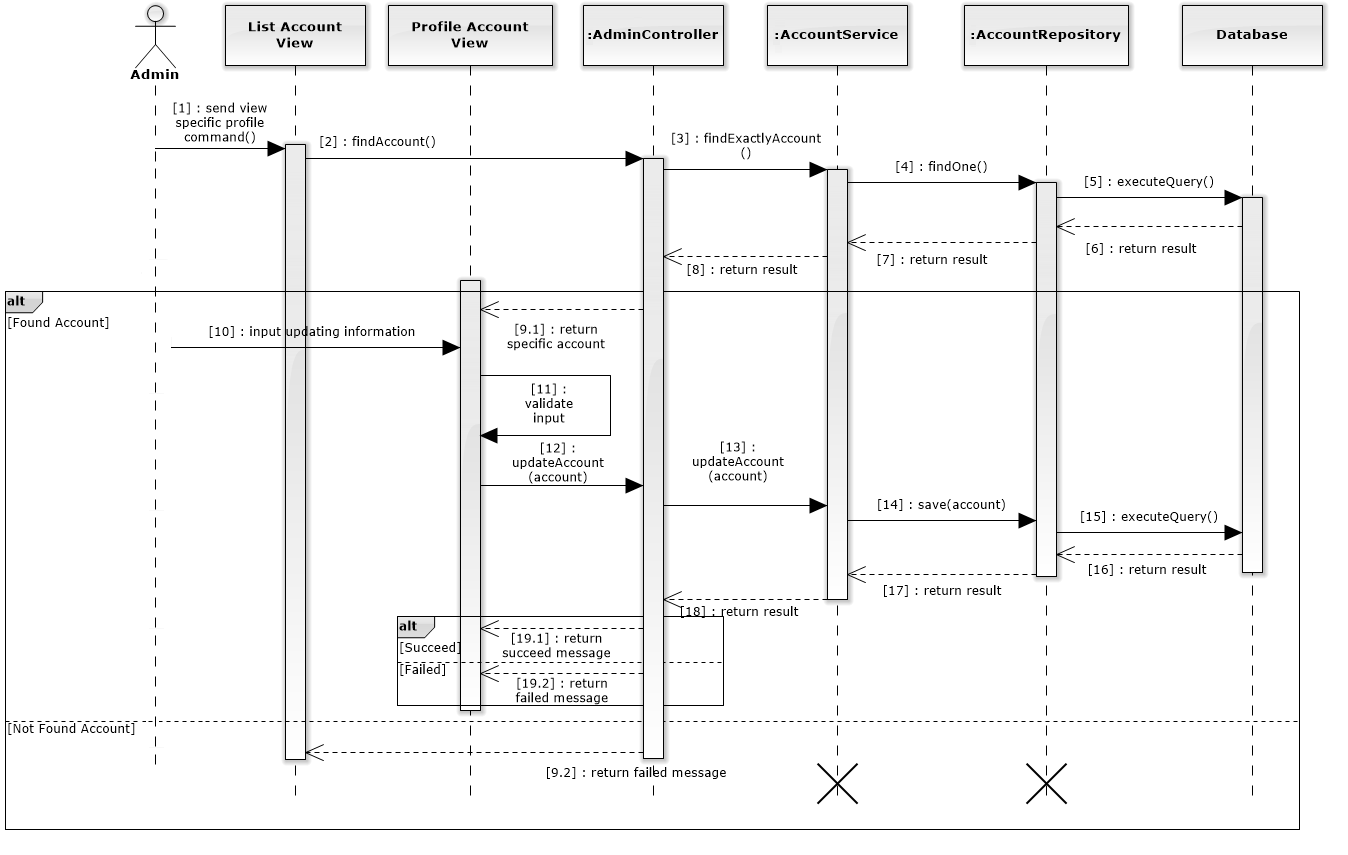 Admin
List Account
View
Profile Account
View
:AdminController
:AccountService
:AccountRepository
Database
[1] : send view
specific profile
command()
[2] : findAccount()
[3] : findExactlyAccount
()
[4] : findOne()
[5] : executeQuery()
[6] : return result
[7] : return result
[8] : return result
alt
[Found Account]
[9.1] : return
specific account
[10] : input updating information
[11] :
validate
input
[12] :
updateAccount
(account)
[13] :
updateAccount
(account)
[14] : save(account)
[15] : executeQuery()
[16] : return result
[17] : return result
[18] : return result
alt
[Succeed]
[19.1] : return
succeed message
[Failed]
[19.2] : return
failed message
[Not Found Account]
[9.2] : return failed message